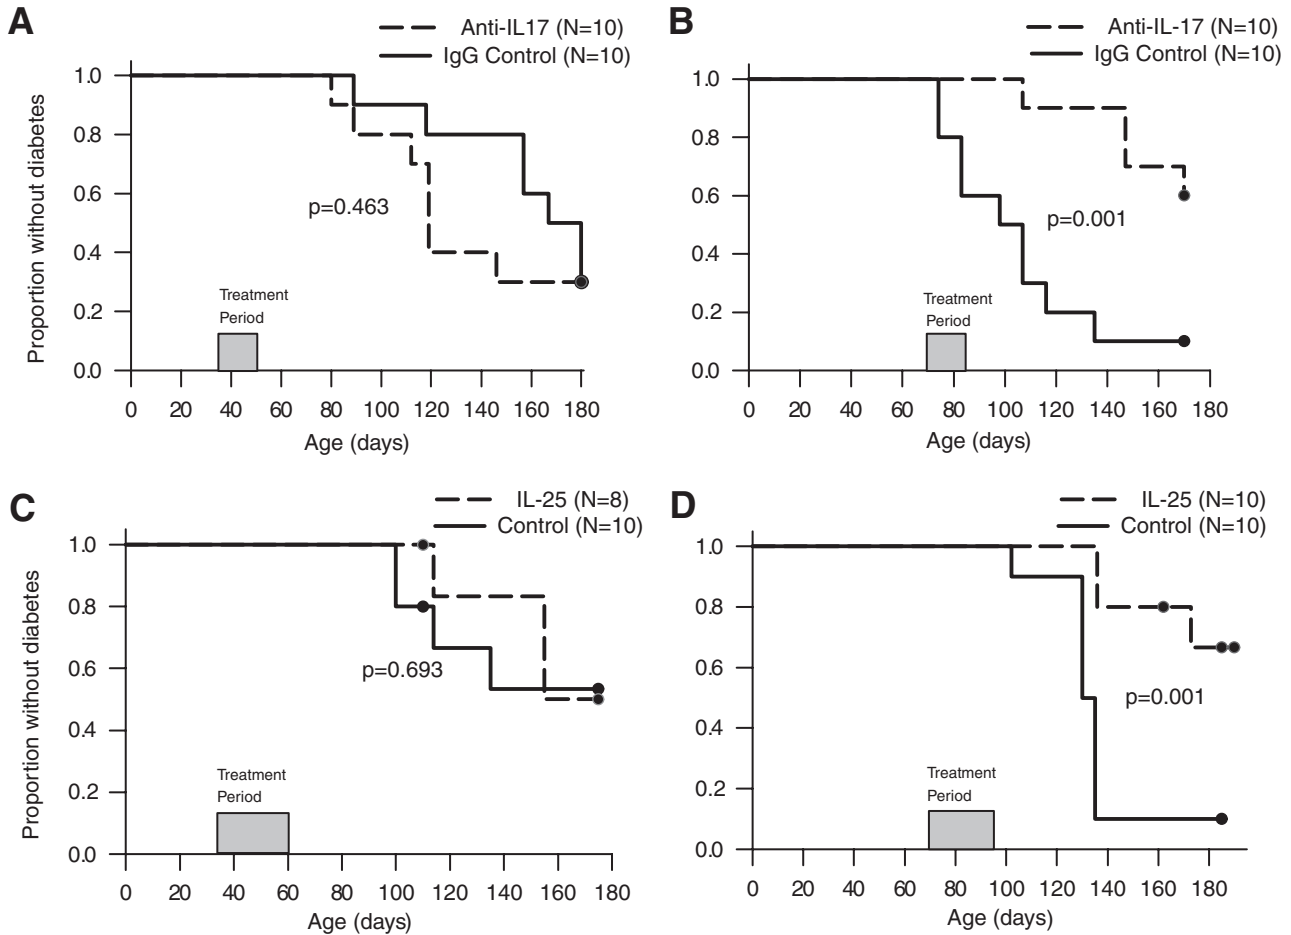 A
Anti-IL17 (N=10)
IgG Control (N=10)
Proportion without diabetes
1.0
0.8
0.6
0.4
0.2
0.0
p=0.463
Treatment
Period
0 20 40 60 80 100 120 140 160 180
Age (days)
B
Anti-IL-17 (N=10)
IgG Control (N=10)
1.0
0.8
0.6
0.4
0.2
0.0
p=0.001
Treatment
Period
0 20 40 60 80 100 120 140 160 180
Age (days)
C
IL-25 (N=8)
Control (N=10)
Proportion without diabetes
1.0
0.8
0.6
0.4
0.2
0.0
p=0.693
Treatment
Period
0 20 40 60 80 100 120 140 160 180
Age (days)
D
IL-25 (N=10)
Control (N=10)
1.0
0.8
0.6
0.4
0.2
0.0
p=0.001
Treatment
Period
0 20 40 60 80 100 120 140 160 180
Age (days)